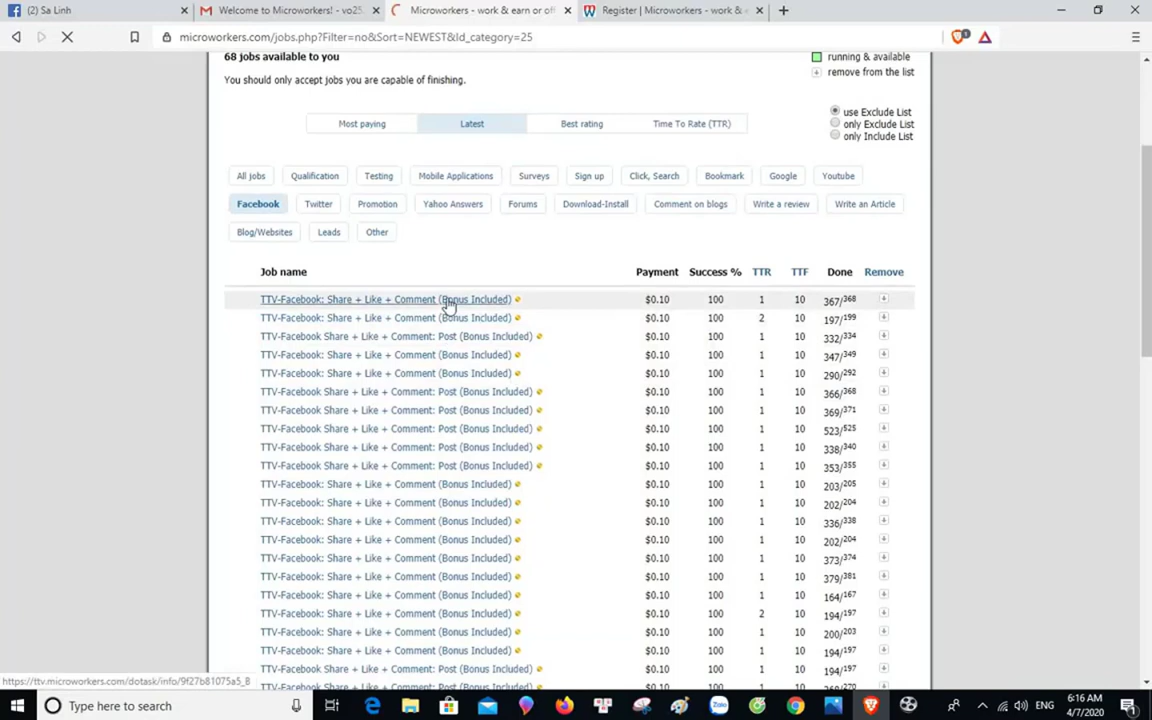 (2) Sa Linh
Welcome to Microworkers! - vo25
Microworkers - work & earn or off
Register | Microworkers - work & e
microworkers.com/jobs.php?Filter=no&Sort=NEWEST&Id_category=25
68 jobs available to you
running & available
You should only accept jobs you are capable of finishing.
remove from the list
Most paying Latest Best rating Time To Rate (TTR)
use Exclude List
only Exclude List
only Include List
All jobs Qualification Testing Mobile Applications Surveys Sign up Click, Search Bookmark Google Youtube
Facebook Twitter Promotion Yahoo Answers Forums Download-Install Comment on blogs Write a review Write an Article
Blog/Websites Leads Other
Job name Payment Success % TTR TTF Done Remove
TTV-Facebook: Share + Like + Comment (Bonus Included) $0.10 100 1 10 367/368
TTV-Facebook: Share + Like + Comment (Bonus Included) $0.10 100 2 10 197/199
TTV-Facebook Share + Like + Comment: Post (Bonus Included) $0.10 100 1 10 332/334
TTV-Facebook: Share + Like + Comment (Bonus Included) $0.10 100 1 10 347/349
TTV-Facebook: Share + Like + Comment (Bonus Included) $0.10 100 1 10 290/292
TTV-Facebook Share + Like + Comment: Post (Bonus Included) $0.10 100 1 10 366/368
TTV-Facebook Share + Like + Comment: Post (Bonus Included) $0.10 100 1 10 369/371
TTV-Facebook Share + Like + Comment: Post (Bonus Included) $0.10 100 1 10 523/525
TTV-Facebook Share + Like + Comment: Post (Bonus Included) $0.10 100 1 10 338/340
TTV-Facebook Share + Like + Comment: Post (Bonus Included) $0.10 100 1 10 353/355
TTV-Facebook: Share + Like + Comment (Bonus Included) $0.10 100 1 10 203/205
TTV-Facebook: Share + Like + Comment (Bonus Included) $0.10 100 1 10 202/204
TTV-Facebook: Share + Like + Comment (Bonus Included) $0.10 100 1 10 336/338
TTV-Facebook: Share + Like + Comment (Bonus Included) $0.10 100 1 10 202/204
TTV-Facebook: Share + Like + Comment (Bonus Included) $0.10 100 1 10 373/374
TTV-Facebook: Share + Like + Comment (Bonus Included) $0.10 100 1 10 379/381
TTV-Facebook: Share + Like + Comment (Bonus Included) $0.10 100 1 10 164/167
TTV-Facebook: Share + Like + Comment (Bonus Included) $0.10 100 2 10 194/197
TTV-Facebook: Share + Like + Comment (Bonus Included) $0.10 100 1 10 200/203
TTV-Facebook: Share + Like + Comment (Bonus Included) $0.10 100 1 10 194/197
TTV-Facebook Share + Like + Comment: Post (Bonus Included) $0.10 100 1 10 194/197
https://ttv.microworkers.com/dotask/info/9f27b81075a5_B
Type here to search
Zalo
ENG
6:16 AM
4/7/2020